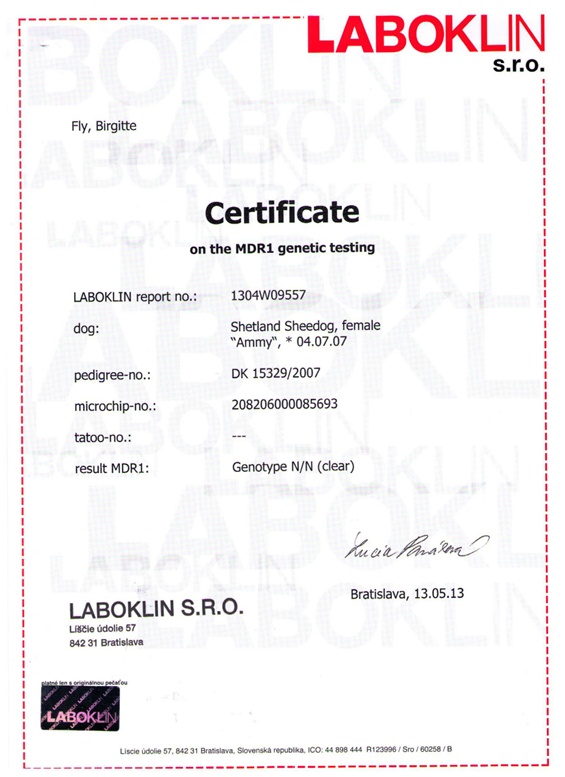 LABOKLIN
s.r.o.
Fly, Birgitte
Certificate
on the MDR1 genetic testing
LABOKLIN report no.: 1304W09557
dog: Shetland Sheedog, female
"Ammy", * 04.07.07
pedigree-no.: DK 15329/2007
microchip-no.: 208206000085693
tatoo-no.: ---
result MDR1: Genotype N/N (clear)
Bratislava, 13.05.13
LABOKLIN S.R.O.
Líščie údolie 57
842 31 Bratislava
platné len s originálnou pečaťou
LABOKLIN
Líscie údolie 57, 842 31 Bratislava, Slovenská republika, ICO: 44 898 444 R123996 / Sro / 60258 / B